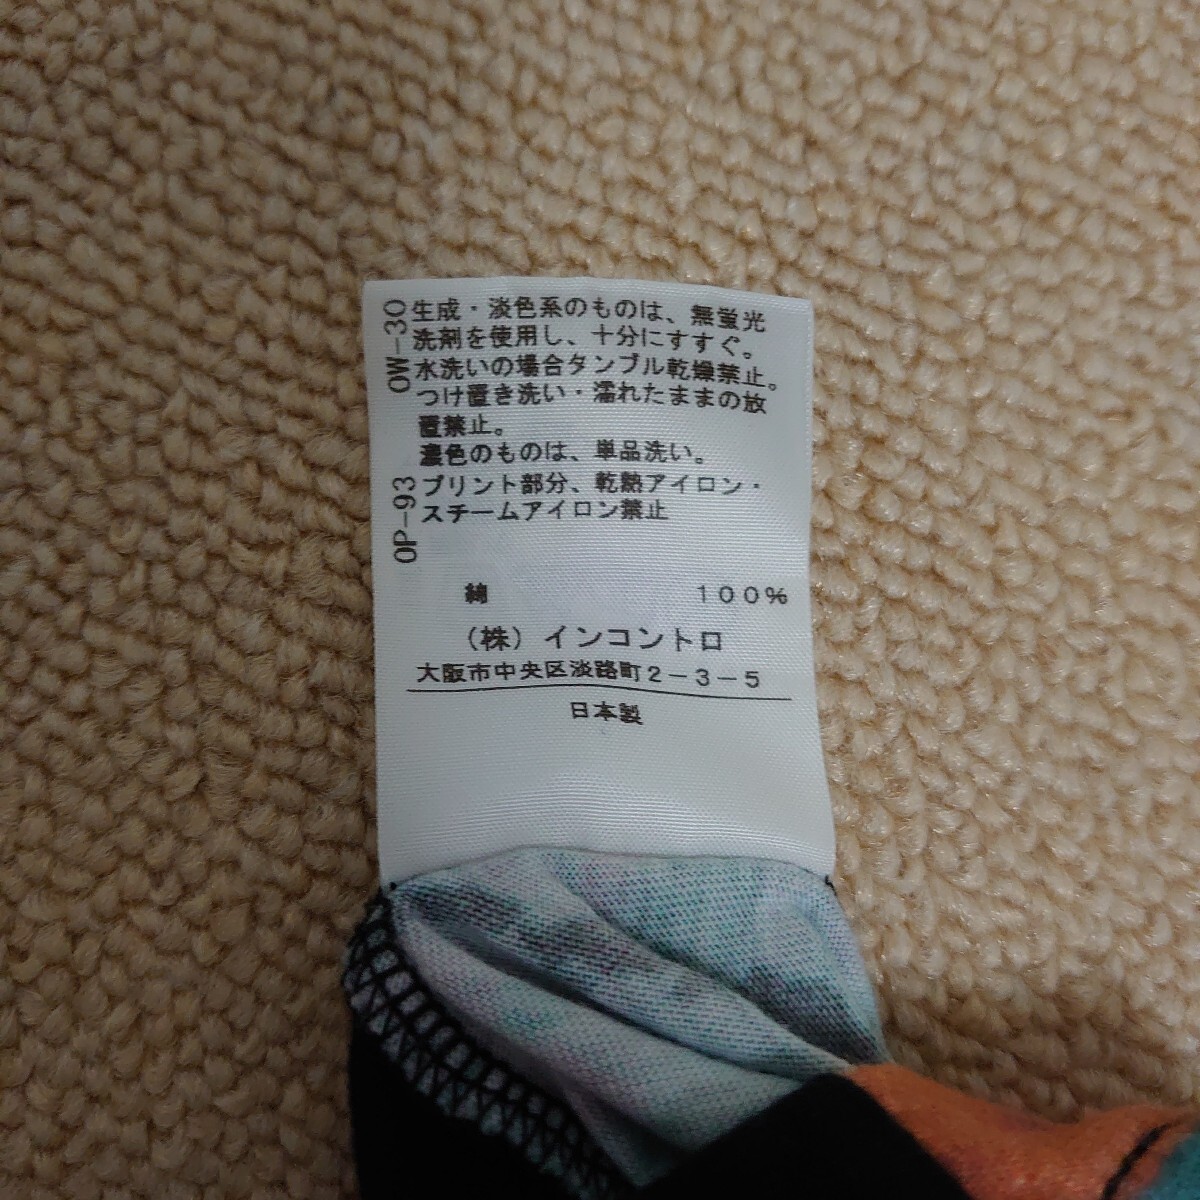 OW-30
生成・淡色系のものは、無蛍光
洗剤を使用し、十分にすすぐ。
水洗いの場合タンブル乾燥禁止。
つけ置き洗い・濡れたままの放
置禁止。
濃色のものは、単品洗い。
OP-93
プリント部分、乾熱アイロン・
スチームアイロン禁止
綿 100%
(株)インコントロ
大阪市中央区淡路町2-3-5
日本製